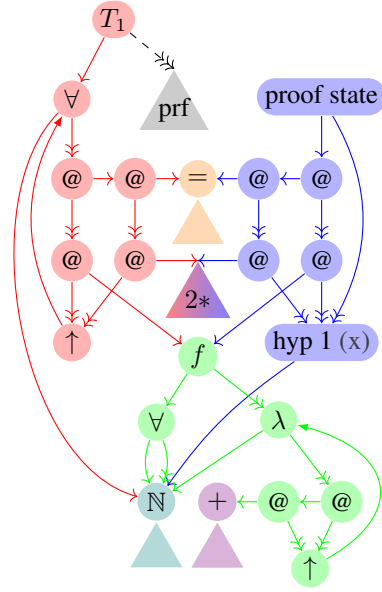 T₁
∀ prf proof state
@ @ = @ @
@ @ 2* @ @
↑ f hyp 1 (x)
∀ λ
ℕ + @ @
↑